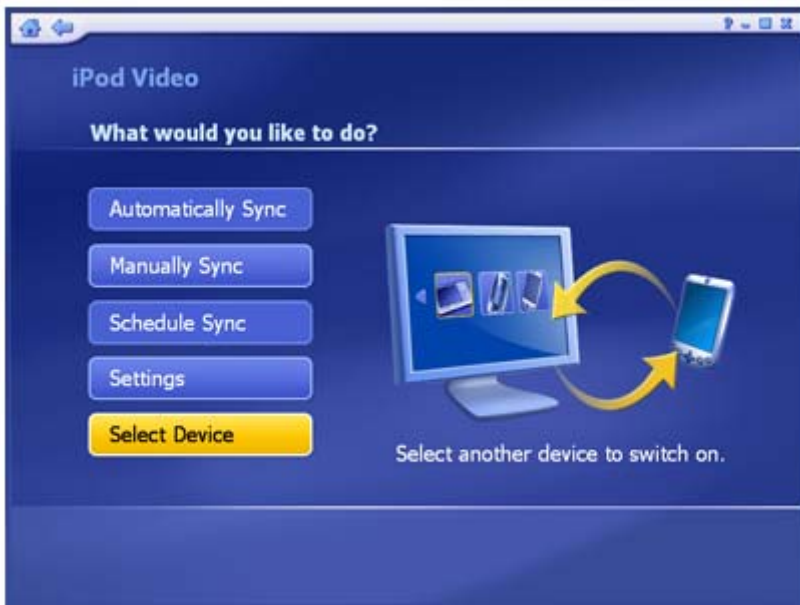 iPod Video
What would you like to do?
Automatically Sync
Manually Sync
Schedule Sync
Settings
Select Device
Select another device to switch on.